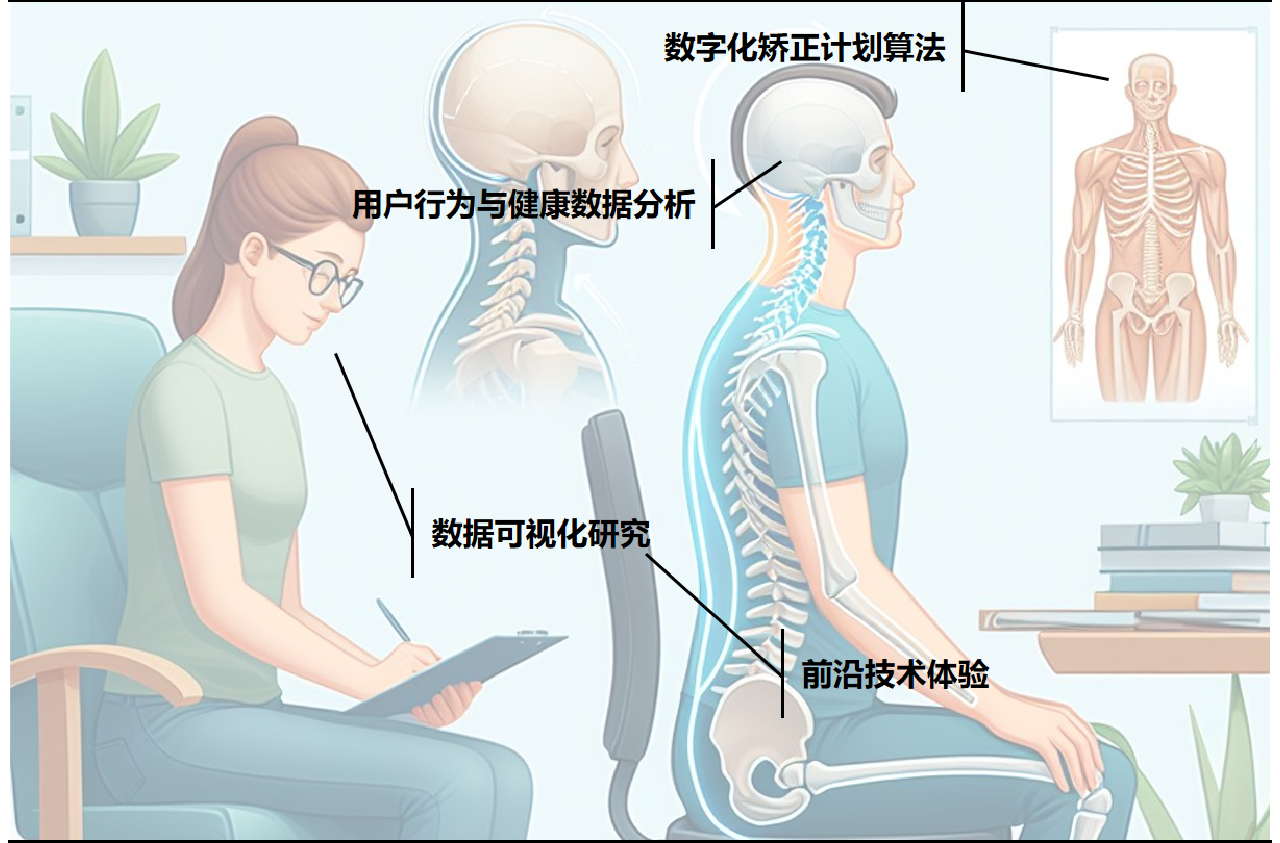 数字化矫正计划算法
用户行为与健康数据分析
数据可视化研究
前沿技术体验